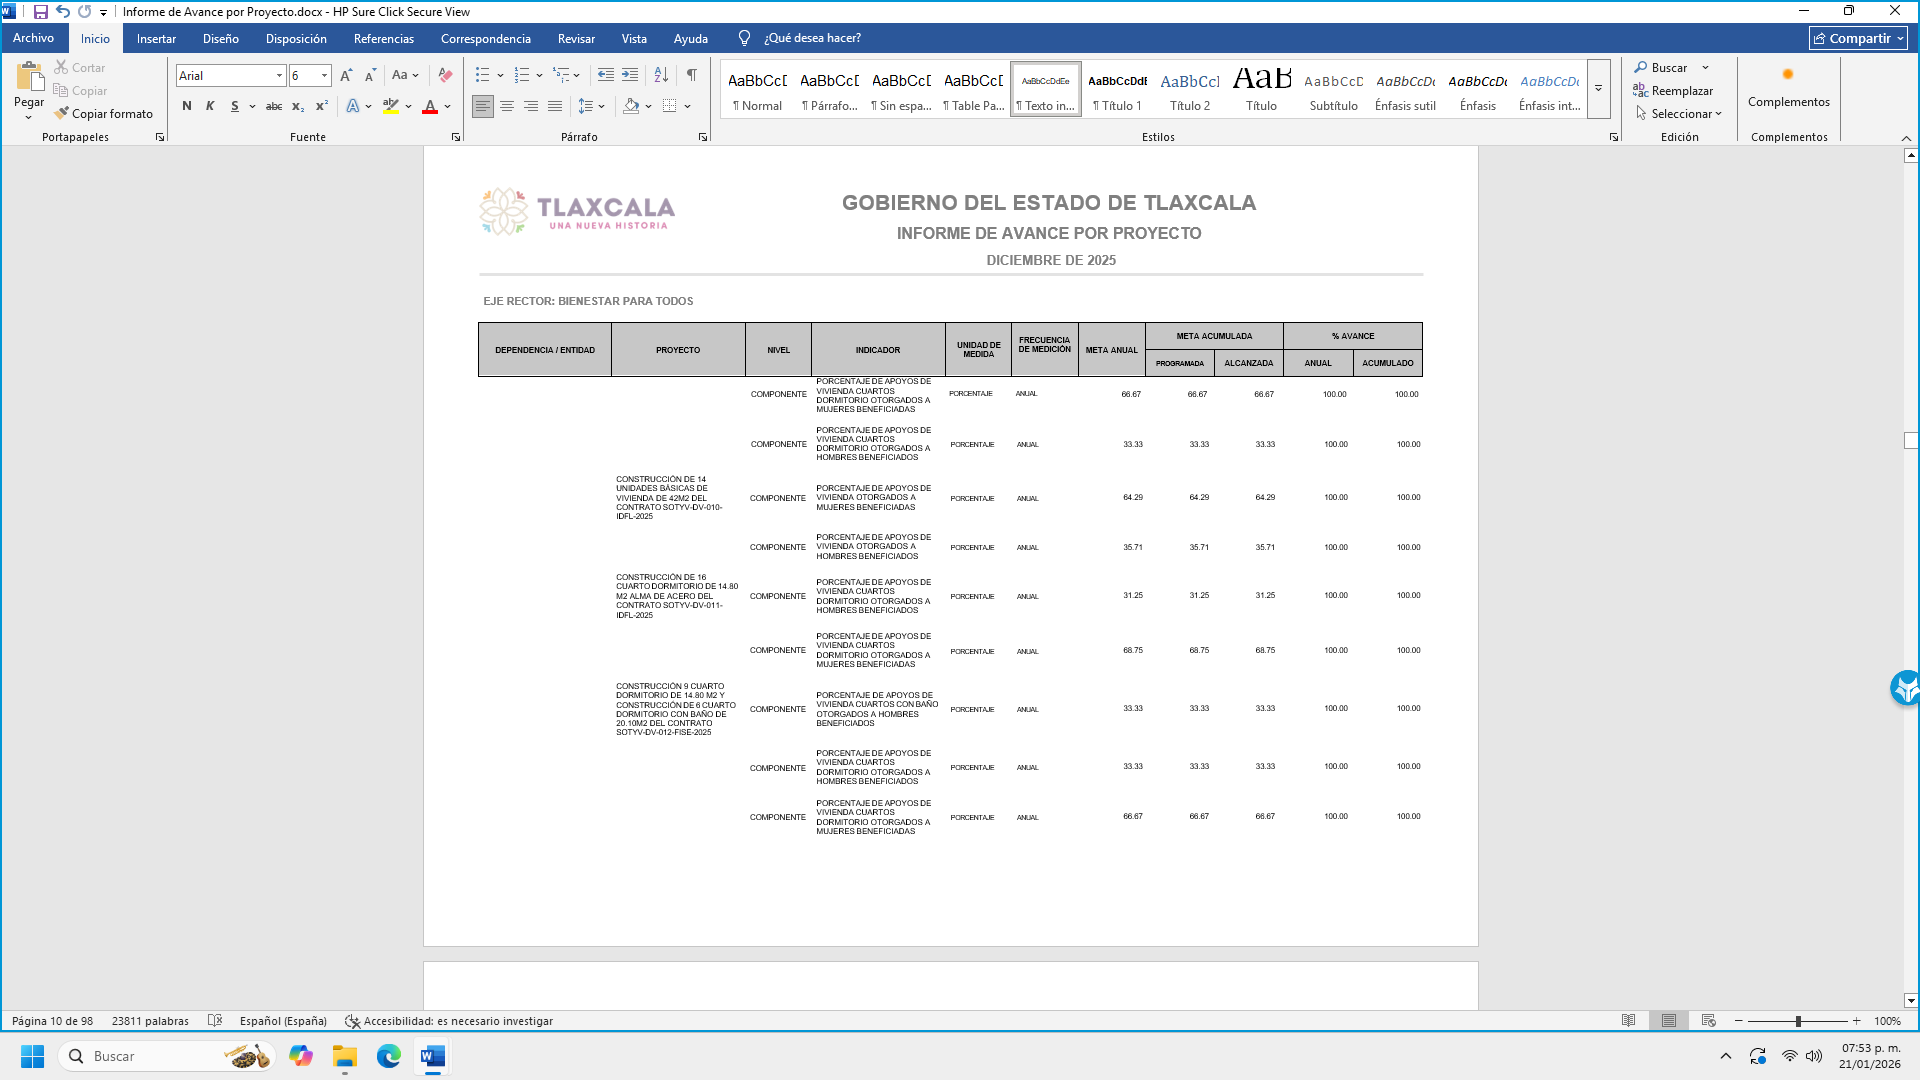 Informe de Avance por Proyecto.docx - HP Sure Click Secure View
Archivo Inicio Insertar Diseño Disposición Referencias Correspondencia Revisar Vista Ayuda ¿Qué desea hacer? Compartir
Pegar
Cortar
Copiar
Copiar formato
Portapapeles
Arial 6
Aa
N K S abc x₂ x²
Fuente
Párrafo
AaBbCcD AaBbCcD AaBbCcD AaBbCcD AaBbCcDdEe AaBbCcDdE AaBbCcI AaB AaBbCcD AaBbCcDc AaBbCcDc AaBbCcDc
¶ Normal ¶ Párrafo... ¶ Sin espa... ¶ Table Pa... ¶ Texto in... ¶ Título 1 Título 2 Título Subtítulo Énfasis sutil Énfasis Énfasis int...
Estilos
Buscar
Reemplazar
Seleccionar
Edición
Complementos
Complementos
TLAXCALA
UNA NUEVA HISTORIA
GOBIERNO DEL ESTADO DE TLAXCALA
INFORME DE AVANCE POR PROYECTO
DICIEMBRE DE 2025
EJE RECTOR: BIENESTAR PARA TODOS
DEPENDENCIA / ENTIDAD PROYECTO NIVEL INDICADOR UNIDAD DE MEDIDA FRECUENCIA DE MEDICIÓN META ANUAL META ACUMULADA % AVANCE
PROGRAMADA ALCANZADA ANUAL ACUMULADO
PORCENTAJE DE APOYOS DE
VIVIENDA CUARTOS
DORMITORIO OTORGADOS A
MUJERES BENEFICIADAS
COMPONENTE PORCENTAJE ANUAL 66.67 66.67 66.67 100.00 100.00
PORCENTAJE DE APOYOS DE
VIVIENDA CUARTOS
DORMITORIO OTORGADOS A
HOMBRES BENEFICIADOS
COMPONENTE PORCENTAJE ANUAL 33.33 33.33 33.33 100.00 100.00
CONSTRUCCIÓN DE 14
UNIDADES BÁSICAS DE
VIVIENDA DE 42M2 DEL
CONTRATO SOTYV-DV-010-
IDFL-2025
COMPONENTE
PORCENTAJE DE APOYOS DE
VIVIENDA OTORGADOS A
MUJERES BENEFICIADAS
PORCENTAJE ANUAL 64.29 64.29 64.29 100.00 100.00
COMPONENTE
PORCENTAJE DE APOYOS DE
VIVIENDA OTORGADOS A
HOMBRES BENEFICIADOS
PORCENTAJE ANUAL 35.71 35.71 35.71 100.00 100.00
CONSTRUCCIÓN DE 16
CUARTO DORMITORIO DE 14.80
M2 ALMA DE ACERO DEL
CONTRATO SOTYV-DV-011-
IDFL-2025
COMPONENTE
PORCENTAJE DE APOYOS DE
VIVIENDA CUARTOS
DORMITORIO OTORGADOS A
HOMBRES BENEFICIADOS
PORCENTAJE ANUAL 31.25 31.25 31.25 100.00 100.00
COMPONENTE
PORCENTAJE DE APOYOS DE
VIVIENDA CUARTOS
DORMITORIO OTORGADOS A
MUJERES BENEFICIADAS
PORCENTAJE ANUAL 68.75 68.75 68.75 100.00 100.00
CONSTRUCCIÓN 9 CUARTO
DORMITORIO DE 14.80 M2 Y
CONSTRUCCIÓN DE 6 CUARTO
DORMITORIO CON BAÑO DE
20.10M2 DEL CONTRATO
SOTYV-DV-012-FISE-2025
COMPONENTE
PORCENTAJE DE APOYOS DE
VIVIENDA CUARTOS CON BAÑO
OTORGADOS A HOMBRES
BENEFICIADOS
PORCENTAJE ANUAL 33.33 33.33 33.33 100.00 100.00
COMPONENTE
PORCENTAJE DE APOYOS DE
VIVIENDA CUARTOS
DORMITORIO OTORGADOS A
HOMBRES BENEFICIADOS
PORCENTAJE ANUAL 33.33 33.33 33.33 100.00 100.00
COMPONENTE
PORCENTAJE DE APOYOS DE
VIVIENDA CUARTOS
DORMITORIO OTORGADOS A
MUJERES BENEFICIADAS
PORCENTAJE ANUAL 66.67 66.67 66.67 100.00 100.00
Página 10 de 98 23811 palabras Español (España) Accesibilidad: es necesario investigar 100%
Buscar
07:53 p. m.
21/01/2026